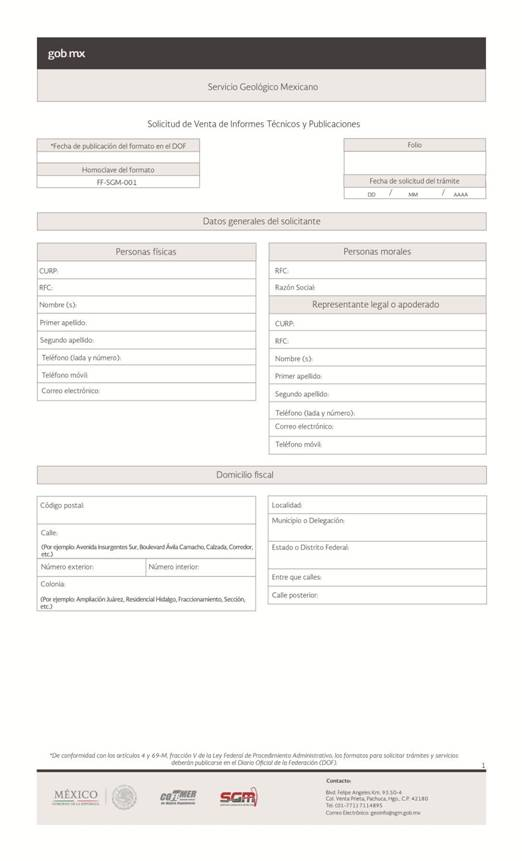 gob mx
Servicio Geológico Mexicano
Solicitud de Venta de Informes Técnicos y Publicaciones
*Fecha de publicación del formato en el DOF
Homoclave del formato
FF-SGM-001
Folio
Fecha de solicitud del trámite
DD / MM / AAAA
Datos generales del solicitante
Personas físicas
CURP:
RFC:
Nombre (s):
Primer apellido:
Segundo apellido:
Teléfono (lada y número):
Teléfono móvil:
Correo electrónico:
Personas morales
RFC:
Razón Social:
Representante legal o apoderado
CURP:
RFC:
Nombre (s):
Primer apellido:
Segundo apellido:
Teléfono (lada y número):
Correo electrónico:
Teléfono móvil:
Domicilio fiscal
Código postal:
Calle:
(Por ejemplo: Avenida Insurgentes Sur, Boulevard Ávila Camacho, Calzada, Corredor,
etc.)
Número exterior: Número interior:
Colonia:
(Por ejemplo: Ampliación Juárez, Residencial Hidalgo, Fraccionamiento, Sección,
etc.)
Localidad:
Municipio o Delegación:
Estado o Distrito Federal:
Entre que calles:
Calle posterior:
*De conformidad con los artículos 4 y 69-M, fracción V de la Ley Federal de Procedimiento Administrativo, los formatos para solicitar trámites y servicios
deberán publicarse en el Diario Oficial de la Federación (DOF).
1
MÉXICO
GOBIERNO DE LA REPÚBLICA
COFEMER
SGM
Contacto:
Blvd. Felipe Angeles Km. 93.50-4
Col. Venta Prieta, Pachuca, Hgo., C.P. 42180
Tel: (01-771) 7114895
Correo Electrónico: geoinfo@sgm.gob.mx